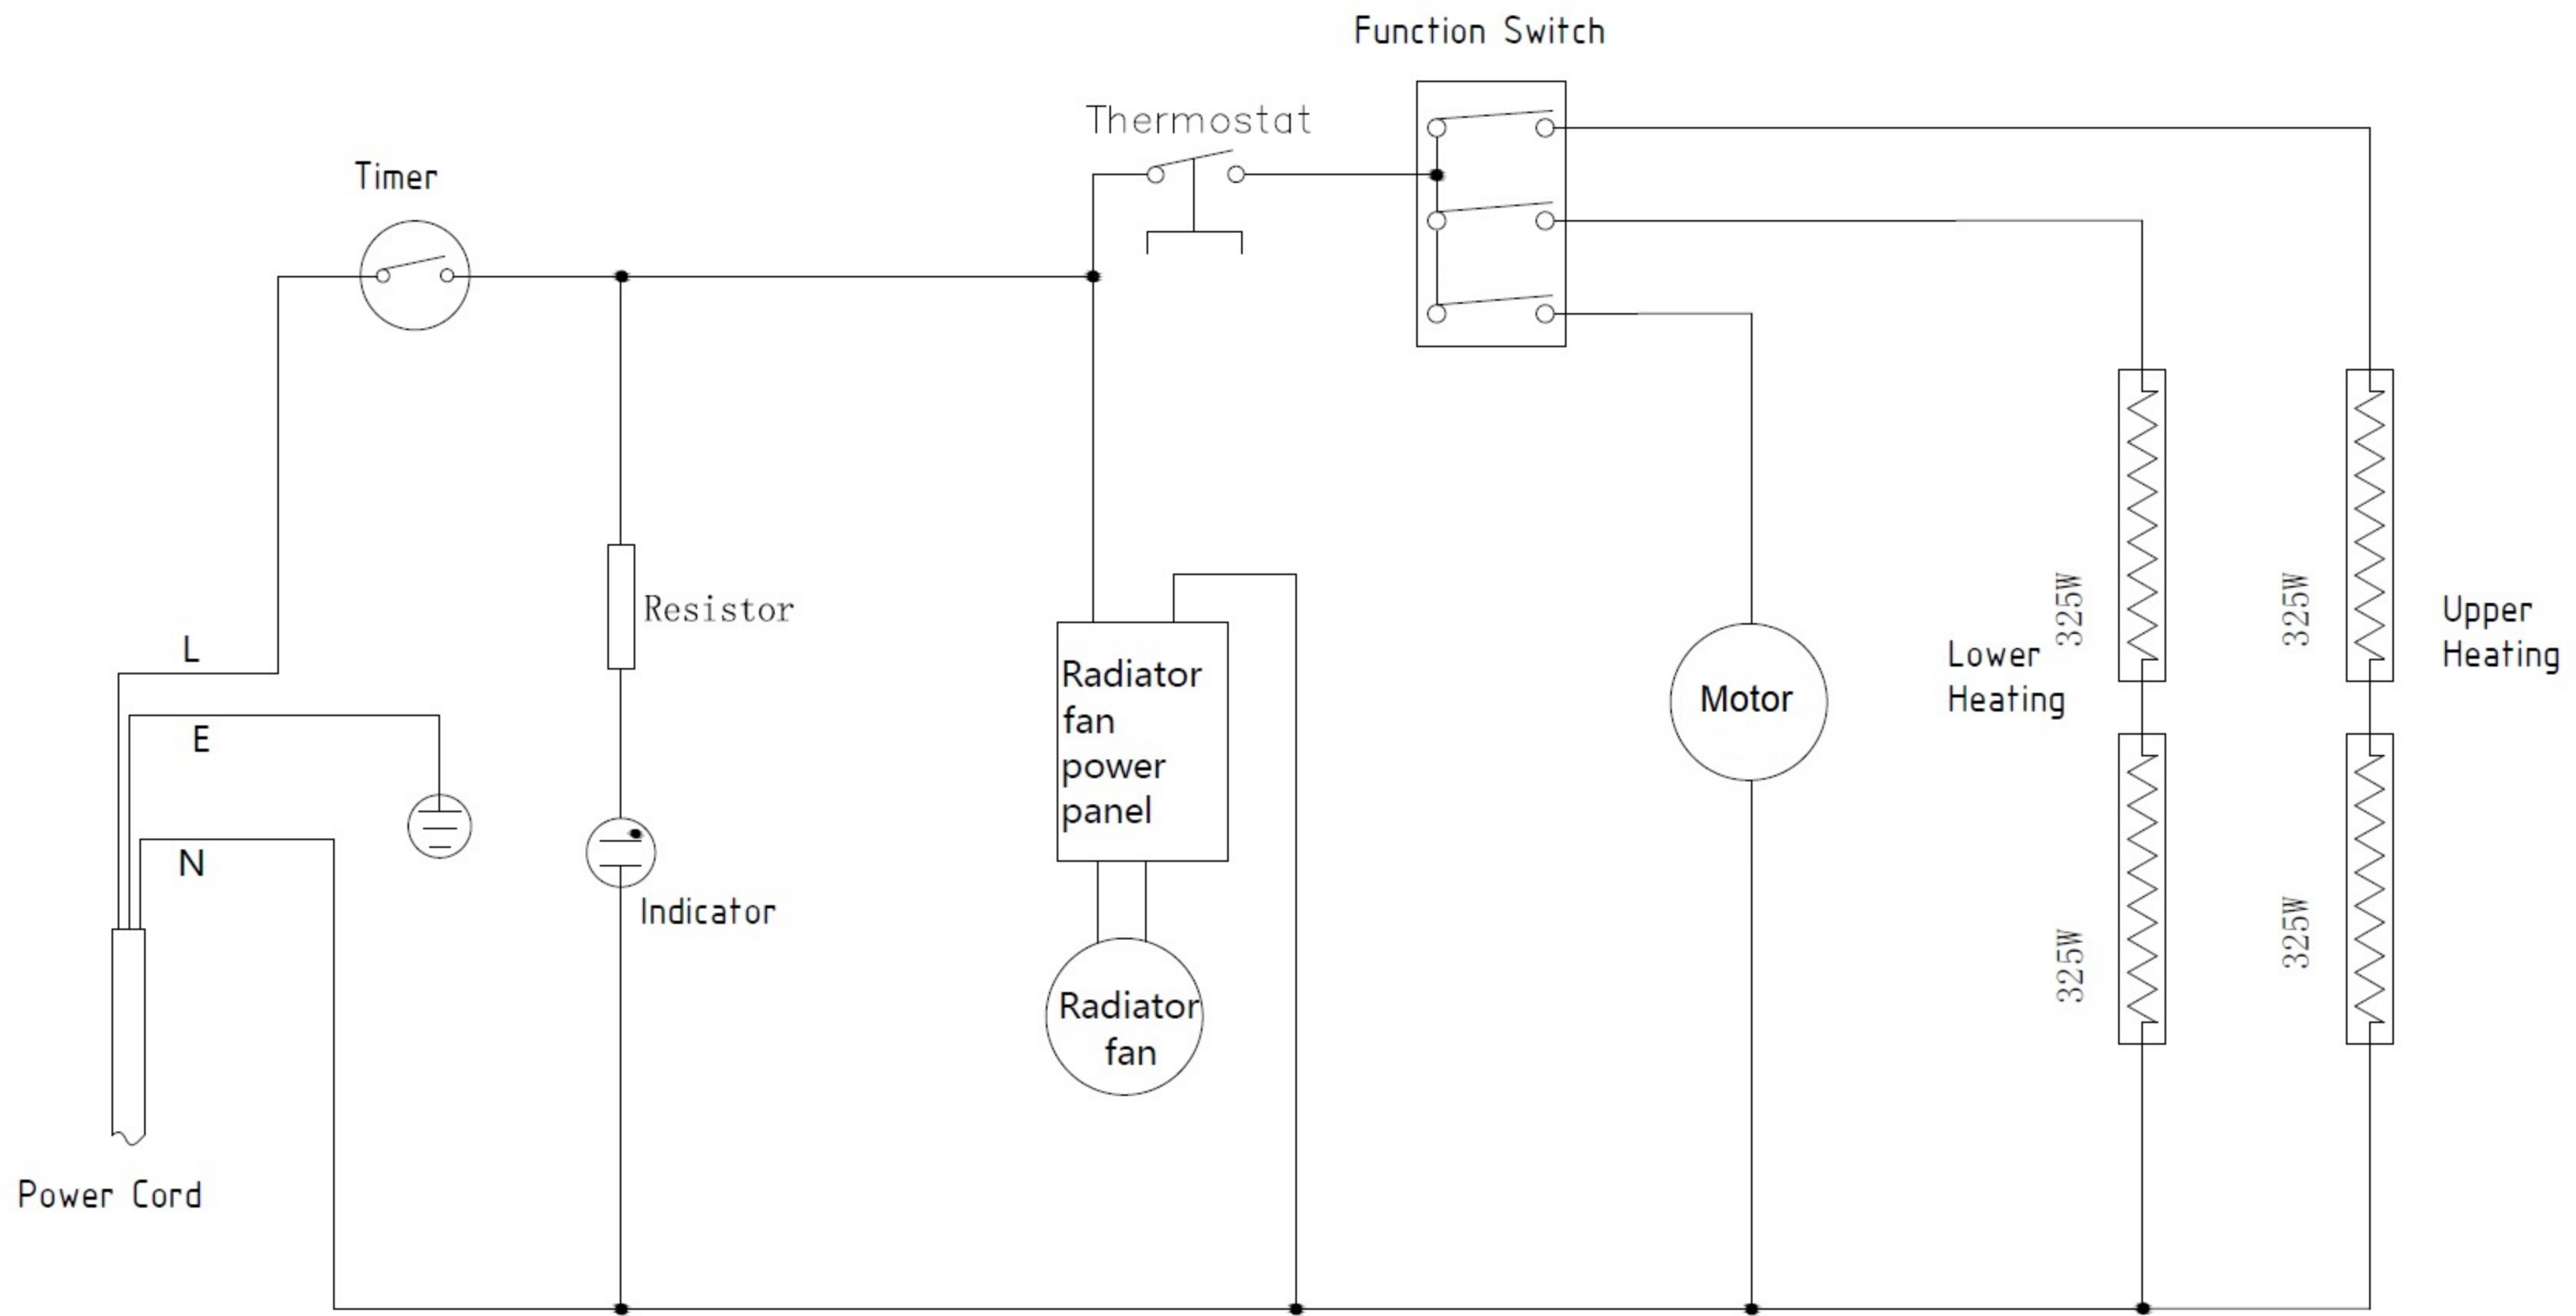 Function Switch
Thermostat
Timer
Resistor
L
E
N
Radiator
fan
power
panel
Motor
Lower
Heating
325W
325W
Upper
Heating
325W
325W
Indicator
Radiator
fan
Power Cord